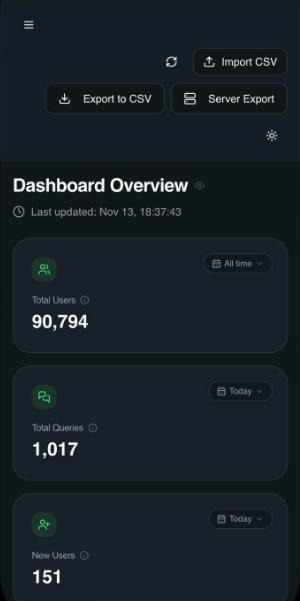 Import CSV
Export to CSV
Server Export
Dashboard Overview
Last updated: Nov 13, 18:37:43
All time
Total Users
90,794
Today
Total Queries
1,017
Today
New Users
151